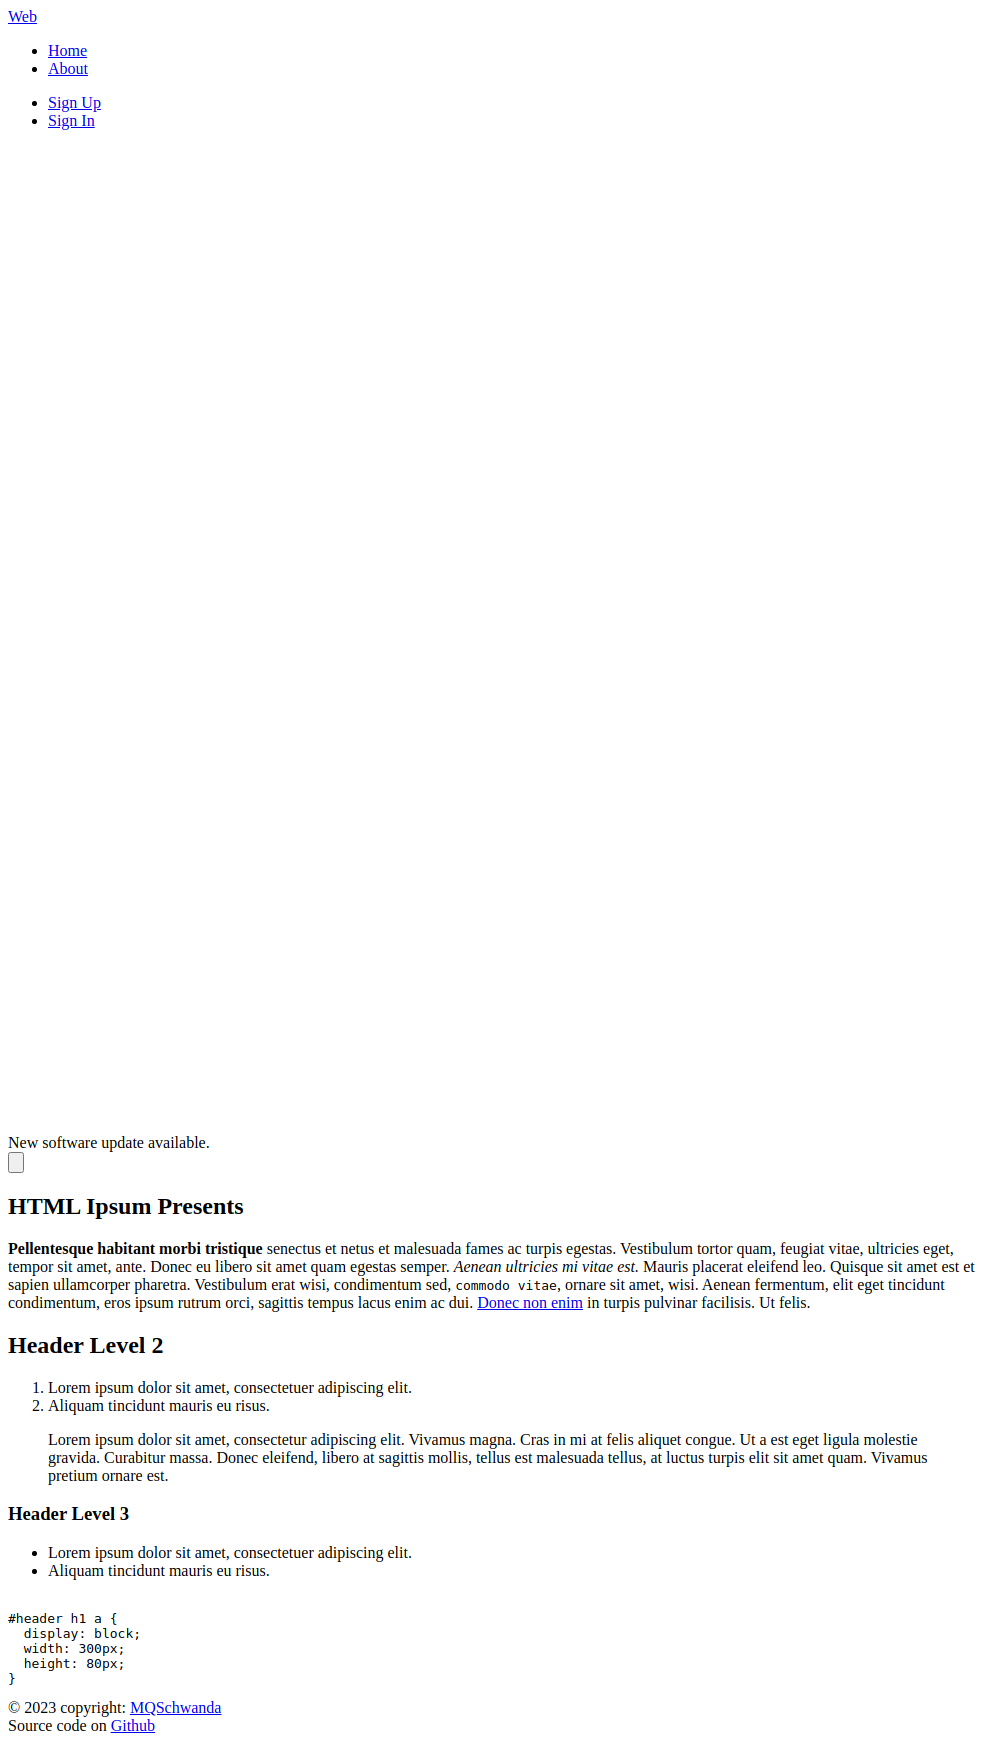 Web
Home
About
Sign Up
Sign In
New software update available.
HTML Ipsum Presents
Pellentesque habitant morbi tristique senectus et netus et malesuada fames ac turpis egestas. Vestibulum tortor quam, feugiat vitae, ultricies eget,
tempor sit amet, ante. Donec eu libero sit amet quam egestas semper. Aenean ultricies mi vitae est. Mauris placerat eleifend leo. Quisque sit amet est et
sapien ullamcorper pharetra. Vestibulum erat wisi, condimentum sed, commodo vitae, ornare sit amet, wisi. Aenean fermentum, elit eget tincidunt
condimentum, eros ipsum rutrum orci, sagittis tempus lacus enim ac dui. Donec non enim in turpis pulvinar facilisis. Ut felis.
Header Level 2
1. Lorem ipsum dolor sit amet, consectetuer adipiscing elit.
2. Aliquam tincidunt mauris eu risus.
Lorem ipsum dolor sit amet, consectetur adipiscing elit. Vivamus magna. Cras in mi at felis aliquet congue. Ut a est eget ligula molestie
gravida. Curabitur massa. Donec eleifend, libero at sagittis mollis, tellus est malesuada tellus, at luctus turpis elit sit amet quam. Vivamus
pretium ornare est.
Header Level 3
Lorem ipsum dolor sit amet, consectetuer adipiscing elit.
Aliquam tincidunt mauris eu risus.
#header h1 a {
  display: block;
  width: 300px;
  height: 80px;
}
© 2023 copyright: MQSchwanda
Source code on Github